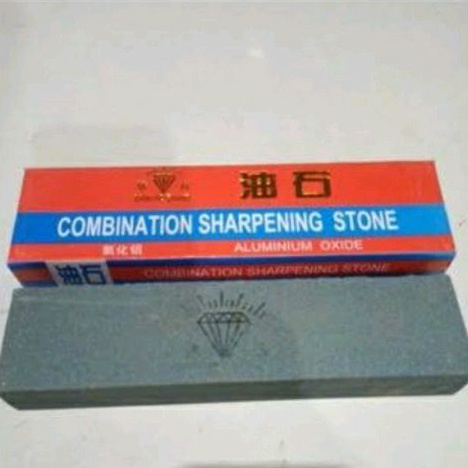 油石
COMBINATION SHARPENING STONE
氧化铝
ALUMINIUM OXIDE
油石
COMBINATION SHARPENING STONE